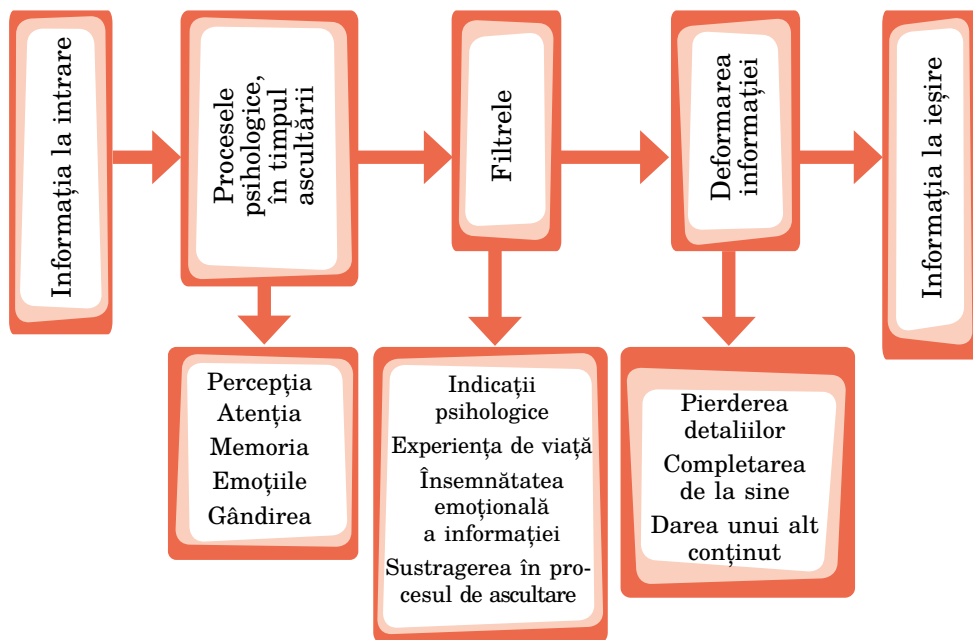 Informația la intrare
Procesele
psihologice,
în timpul
ascultării
Filtrele
Deformarea
informației
Informația la ieșire
Percepția
Atenția
Memoria
Emoțiile
Gândirea
Indicații
psihologice
Experiența de viață
Însemnătatea
emoțională
a informației
Sustragerea în pro-
cesul de ascultare
Pierderea
detaliilor
Completarea
de la sine
Darea unui alt
conținut